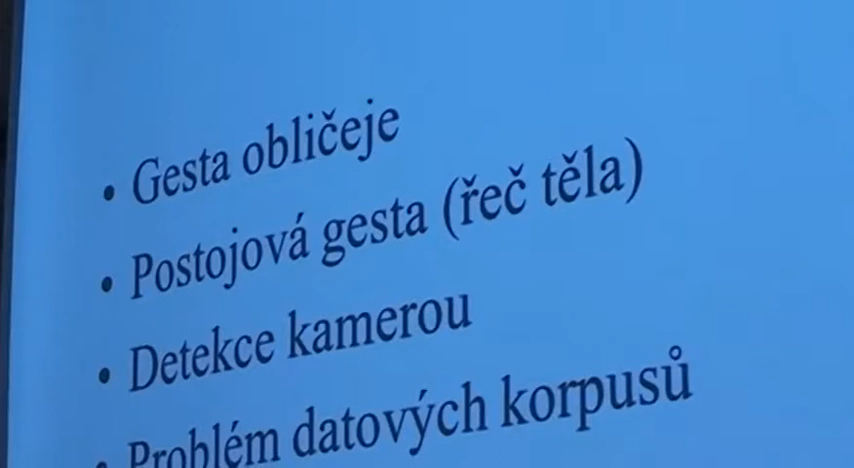 • Gesta obličeje
• Postojová gesta (řeč těla)
• Detekce kamerou
• Problém datových korpusů